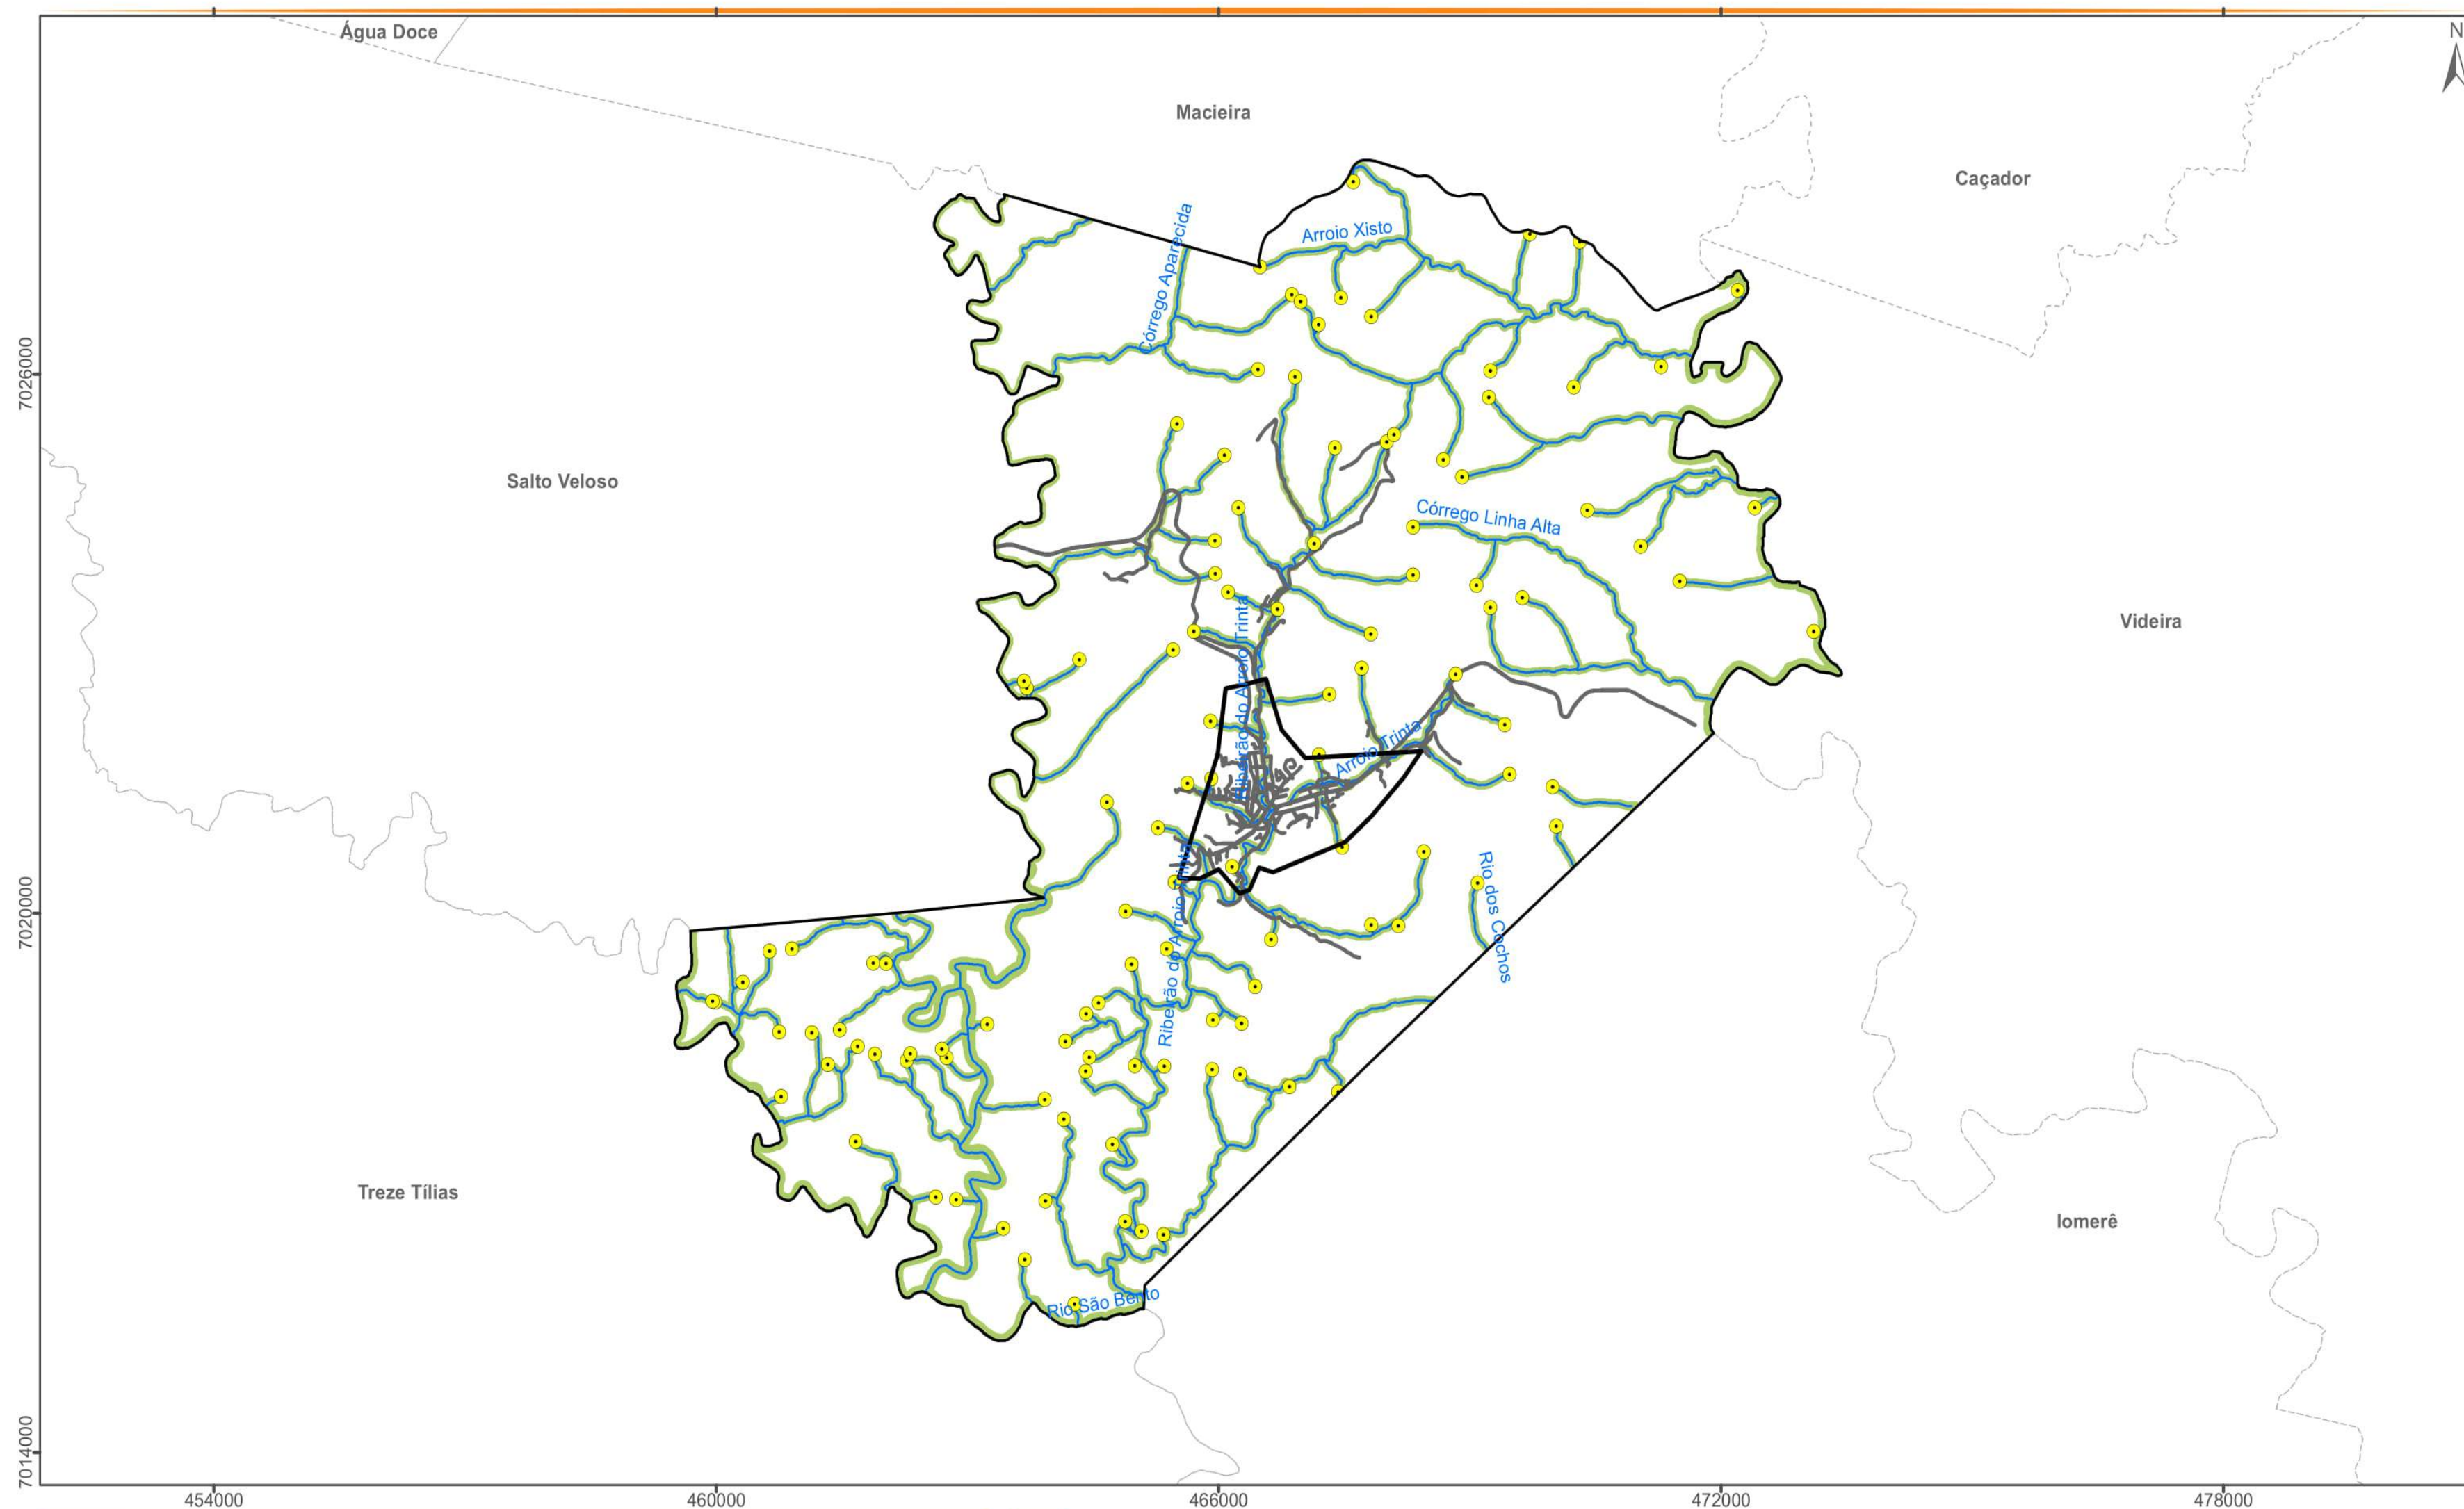 Água Doce
N
Macieira
Caçador
Córrego Aparecida
Arroio Xisto
7026000
Salto Veloso
Córrego Linha Alta
Videira
Ribeirão do Arroio Trinta
Arroio Trinta
Ribeirão do Arroio Trinta
Rio dos Cochos
7020000
Treze Tílias
Iomerê
Rio São Bento
7014000
454000
460000
466000
472000
478000